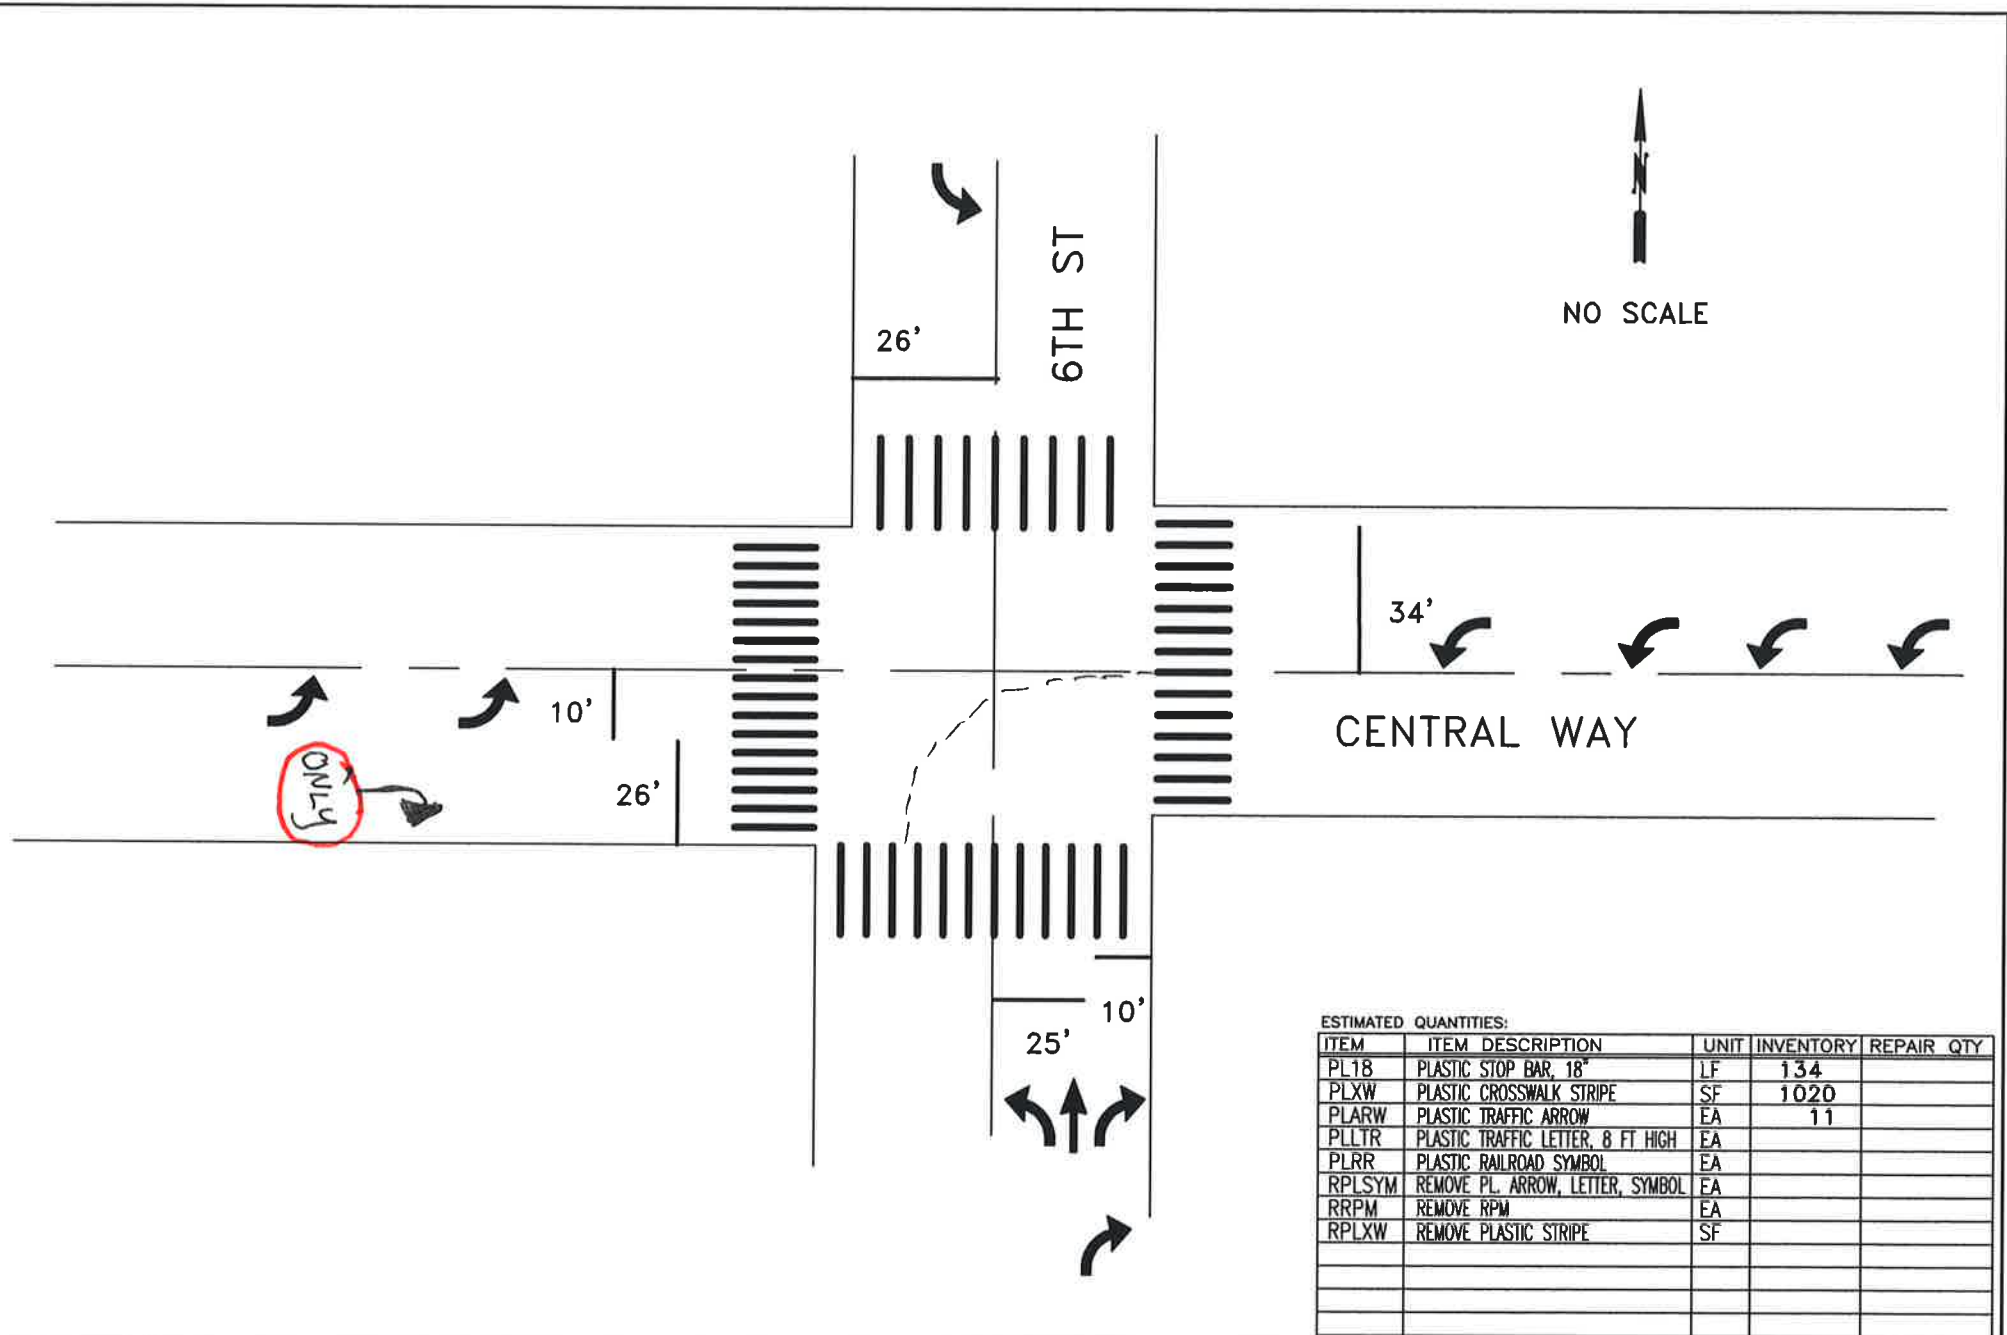 6TH ST
N
NO SCALE
26'
34'
10'
CENTRAL WAY
ONLY
26'
10'
25'
ESTIMATED QUANTITIES:
ITEM ITEM DESCRIPTION UNIT INVENTORY REPAIR QTY
PL18 PLASTIC STOP BAR, 18" LF 134
PLXW PLASTIC CROSSWALK STRIPE SF 1020
PLARW PLASTIC TRAFFIC ARROW EA 11
PLLTR PLASTIC TRAFFIC LETTER, 8 FT HIGH EA
PLRR PLASTIC RAILROAD SYMBOL EA
RPLSYM REMOVE PL. ARROW, LETTER, SYMBOL EA
RRPM REMOVE RPM EA
RPLXW REMOVE PLASTIC STRIPE SF